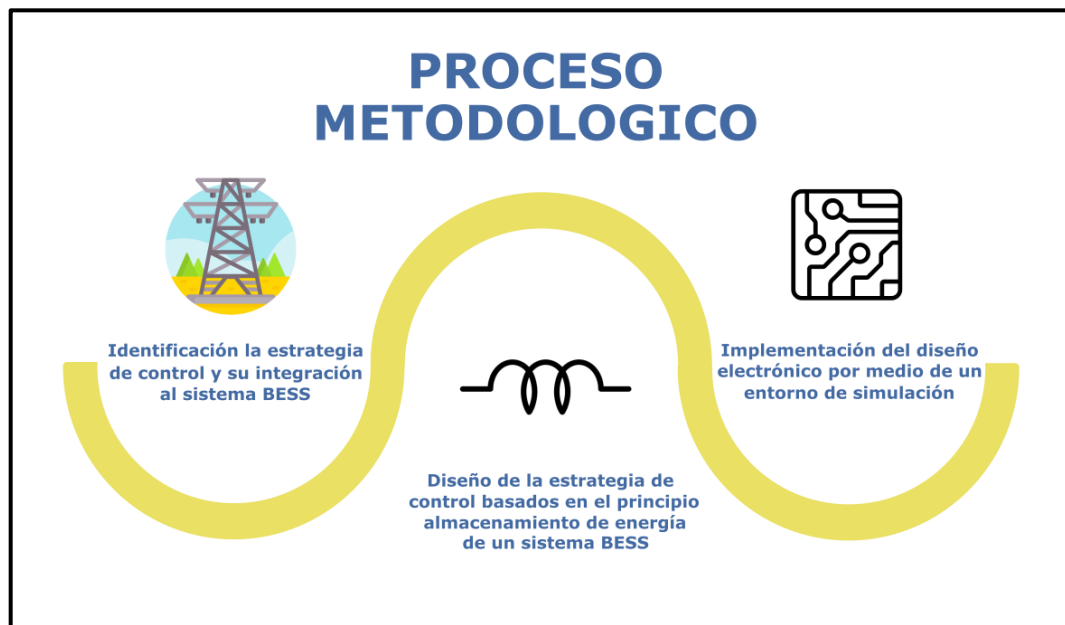 PROCESO
METODOLOGICO
Identificación la estrategia
de control y su integración
al sistema BESS
Diseño de la estrategia de
control basados en el principio
almacenamiento de energía
de un sistema BESS
Implementación del diseño
electrónico por medio de un
entorno de simulación